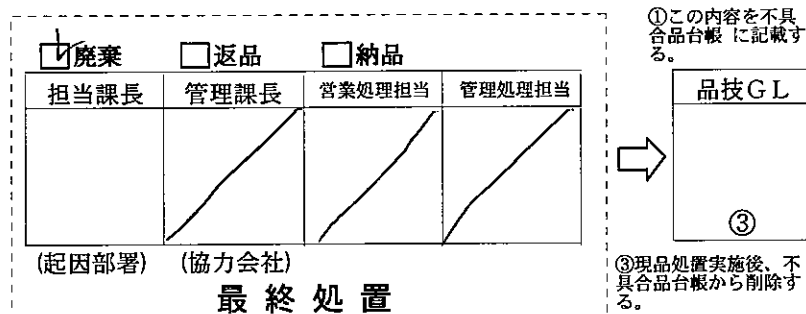 ①この内容を不具
合品台帳 に記載す
る。
廃棄 返品 納品
担当課長 管理課長 営業処理担当 管理処理担当
品技GL
③
(起因部署) (協力会社)
最終処置
③現品処置実施後、不
具合品台帳から削除す
る。